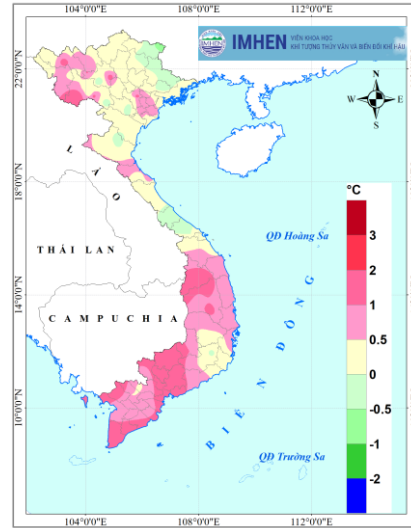 104°0'0"E 108°0'0"E 112°0'0"E
IMHEN
VIỆN KHOA HỌC
KHÍ TƯỢNG THỦY VĂN VÀ BIẾN ĐỔI KHÍ HẬU
22°0'0"N
18°0'0"N
14°0'0"N
10°0'0"N
N
W E
S
LÀO
°C
THÁI LAN
QĐ Hoàng Sa
CAMPUCHIA
BIỂN ĐÔNG
QĐ Trường Sa
3
2
1
0.5
0
-0.5
-1
-2
104°0'0"E 108°0'0"E 112°0'0"E